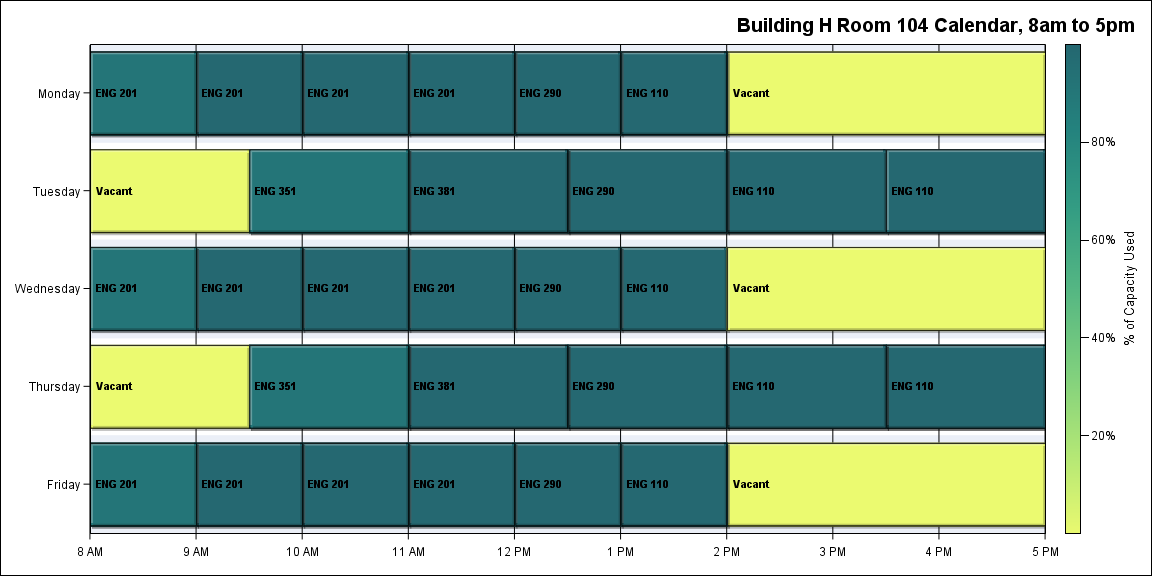 Building H Room 104 Calendar, 8am to 5pm
Monday ENG 201 ENG 201 ENG 201 ENG 201 ENG 290 ENG 110 Vacant
Tuesday Vacant ENG 351 ENG 381 ENG 290 ENG 110 ENG 110
Wednesday ENG 201 ENG 201 ENG 201 ENG 201 ENG 290 ENG 110 Vacant
Thursday Vacant ENG 351 ENG 381 ENG 290 ENG 110 ENG 110
Friday ENG 201 ENG 201 ENG 201 ENG 201 ENG 290 ENG 110 Vacant
8 AM 9 AM 10 AM 11 AM 12 PM 1 PM 2 PM 3 PM 4 PM 5 PM
80%
60%
40%
20%
% of Capacity Used